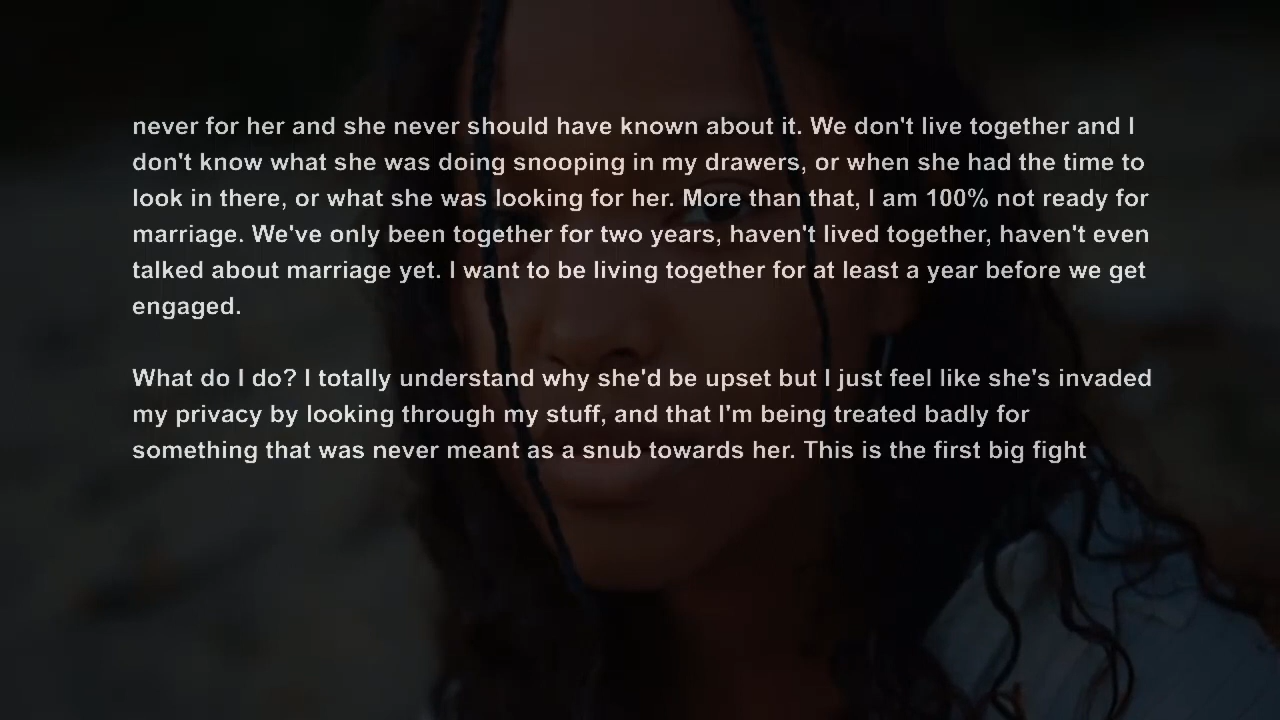 never for her and she never should have known about it. We don't live together and I
don't know what she was doing snooping in my drawers, or when she had the time to
look in there, or what she was looking for her. More than that, I am 100% not ready for
marriage. We've only been together for two years, haven't lived together, haven't even
talked about marriage yet. I want to be living together for at least a year before we get
engaged.
What do I do? I totally understand why she'd be upset but I just feel like she's invaded
my privacy by looking through my stuff, and that I'm being treated badly for
something that was never meant as a snub towards her. This is the first big fight